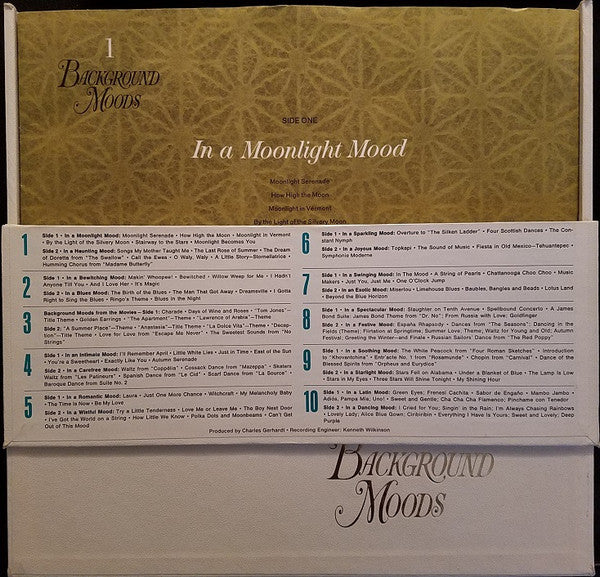 1
BACKGROUND
MOODS
SIDE ONE
In a Moonlight Mood
Moonlight Serenade
How High the Moon
Moonlight in Vermont
By the Light of the Silvery Moon
1
Side 1 - In a Moonlight Mood: Moonlight Serenade • How High the Moon • Moonlight in Vermont
• By the Light of the Silvery Moon • Stairway to the Stars • Moonlight Becomes You
Side 2 - In a Haunting Mood: Songs My Mother Taught Me • The Last Rose of Summer • The Dream
of Doretta from "The Swallow" • Call the Ewes • O Waly, Waly • A Little Story—Stornellatrice •
Humming Chorus from "Madame Butterfly"
2
Side 1 - In a Bewitching Mood: Makin' Whoopee! • Bewitched • Willow Weep for Me • I Hadn't
Anyone Till You • And I Love Her • It's Magic
Side 2 - In a Blues Mood: The Birth of the Blues • The Man That Got Away • Dreamsville • I Gotta
Right to Sing the Blues • Ringo's Theme • Blues in the Night
3
Background Moods from the Movies - Side 1: Charade • Days of Wine and Roses • "Tom Jones"—
Title Theme • Golden Earrings • "The Apartment"—Theme • "Lawrence of Arabia"—Theme
Side 2: "A Summer Place"—Theme • "Anastasia"—Title Theme • "La Dolce Vita"—Theme • "Decep-
tion"—Title Theme • Love for Love from "Escape Me Never" • The Sweetest Sounds from "No
Strings"
4
Side 1 - In an Intimate Mood: I'll Remember April • Little White Lies • Just in Time • East of the Sun
• You're a Sweetheart • Exactly Like You • Autumn Serenade
Side 2 - In a Carefree Mood: Waltz from "Coppélia" • Cossack Dance from "Mazeppa" • Skaters
Waltz from "Les Patineurs" • Spanish Dance from "Le Cid" • Scarf Dance from "La Source" •
Baroque Dance from Suite No. 2
5
Side 1 - In a Romantic Mood: Laura • Just One More Chance • Witchcraft • My Melancholy Baby
• The Time Is Now • Be My Love
Side 2 - In a Wistful Mood: Try a Little Tenderness • Love Me or Leave Me • The Boy Next Door
• I've Got the World on a String • How Little We Know • Polka Dots and Moonbeams • Can't Get
Out of This Mood
6
Side 1 - In a Sparkling Mood: Overture to "The Silken Ladder" • Four Scottish Dances • The Con-
stant Nymph
Side 2 - In a Joyous Mood: Topkapi • The Sound of Music • Fiesta in Old Mexico—Tehuantepec •
Symphonie Moderne
7
Side 1 - In a Swinging Mood: In The Mood • A String of Pearls • Chattanooga Choo Choo • Music
Makers • Just You, Just Me • One O'Clock Jump
Side 2 - In an Exotic Mood: Misirlou • Limehouse Blues • Baubles, Bangles and Beads • Lotus Land
• Beyond the Blue Horizon
8
Side 1 - In a Spectacular Mood: Slaughter on Tenth Avenue • Spellbound Concerto • A James
Bond Suite: James Bond Theme from "Dr. No"; From Russia with Love; Goldfinger
Side 2 - In a Festive Mood: España Rhapsody • Dances from "The Seasons": Dancing in the
Fields (Theme); Flirtation at Springtime; Summer Love; Theme, Waltz for Young and Old; Autumn
Festival; Greeting the Winter—and Finale • Russian Sailors' Dance from "The Red Poppy"
9
Side 1 - In a Soothing Mood: The White Peacock from "Four Roman Sketches" • Introduction
to "Khovantchina" • Entr'acte No. 1 from "Rosamunde" • Chopin from "Carnival" • Dance of the
Blessed Spirits from "Orpheus and Eurydice"
Side 2 - In a Starlight Mood: Stars Fell on Alabama • Under a Blanket of Blue • The Lamp Is Low
• Stars in My Eyes • Three Stars Will Shine Tonight • My Shining Hour
10
Side 1 - In a Latin Mood: Green Eyes; Frenesí Cachita • Sabor de Engaño • Mambo Jambo •
Adiós, Pampa Mía; Uno! • Sweet and Gentle; Cha Cha Cha Flamenco; Pínchame con Tenedor
Side 2 - In a Dancing Mood: I Cried for You; Singin' in the Rain; I'm Always Chasing Rainbows
• Lovely Lady; Alice Blue Gown; Ciribiribin • Everything I Have Is Yours; Sweet and Lovely; Deep
Purple
Produced by Charles Gerhardt • Recording Engineer: Kenneth Wilkinson
BACKGROUND
MOODS